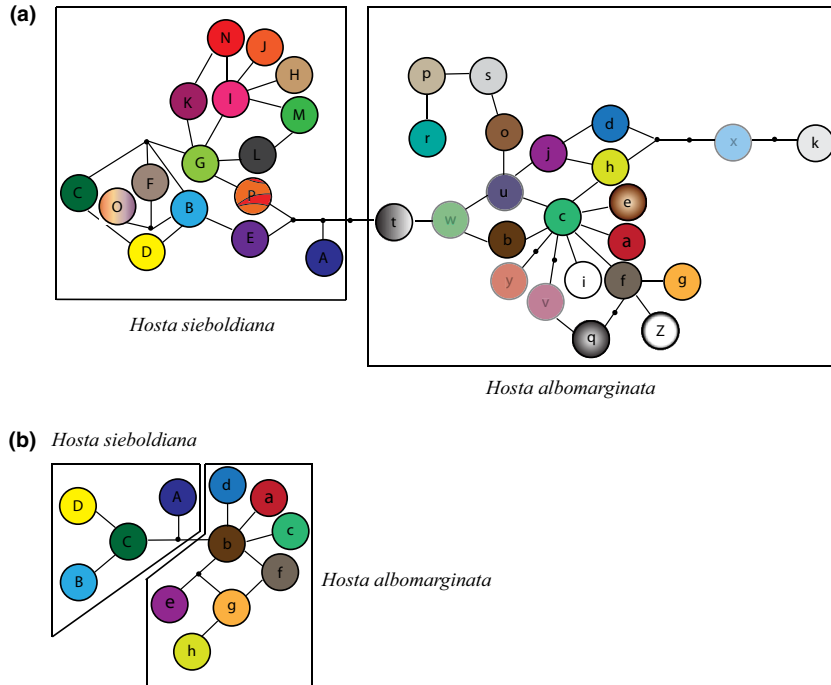 (a)
N J H K I M G L C F O B P D E A
Hosta sieboldiana
p s r o j d h x k u t w b c e a y i f g v q Z
Hosta albomarginata
(b) Hosta sieboldiana
D A C B
d a c b f e g h
Hosta albomarginata